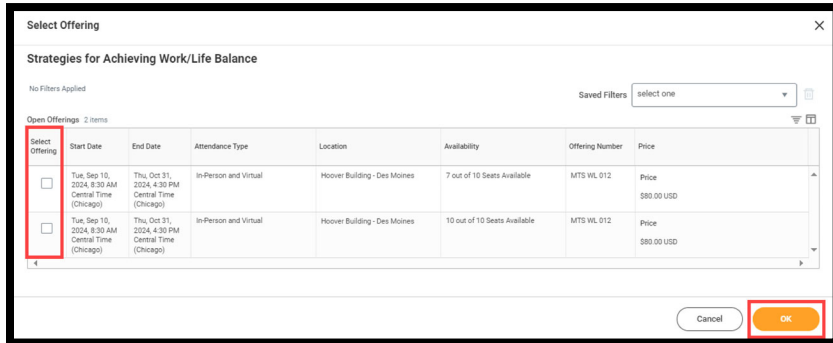 Select Offering
Strategies for Achieving Work/Life Balance
No Filters Applied
Saved Filters select one
Open Offerings 2 items
Select Offering Start Date End Date Attendance Type Location Availability Offering Number Price
Tue, Sep 10, Thu, Oct 31, In-Person and Virtual Hoover Building - Des Moines 7 out of 10 Seats Available MTS WL 012 Price
2024, 8:30 AM 2024, 4:30 PM
Central Time Central Time $80.00 USD
(Chicago) (Chicago)
Tue, Sep 10, Thu, Oct 31, In-Person and Virtual Hoover Building - Des Moines 10 out of 10 Seats Available MTS WL 012 Price
2024, 8:30 AM 2024, 4:30 PM
Central Time Central Time $80.00 USD
(Chicago) (Chicago)
Cancel OK